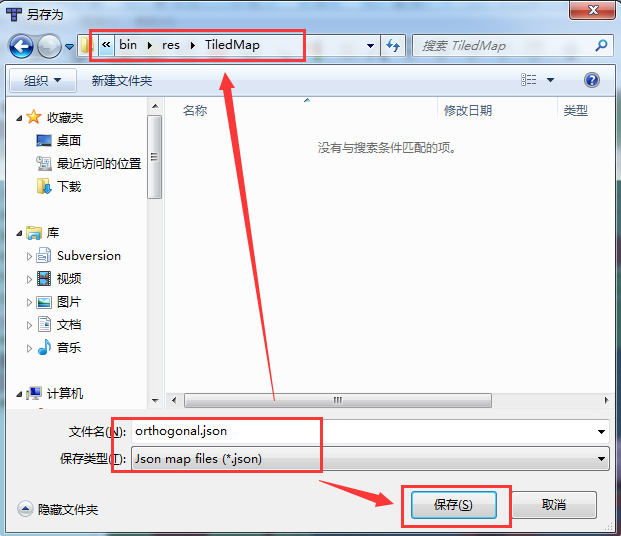 另存为
« bin ▸ res ▸ TiledMap
搜索 TiledMap
组织
新建文件夹
名称
修改日期
类型
没有与搜索条件匹配的项。
收藏夹
桌面
最近访问的位置
下载
库
Subversion
视频
图片
文档
音乐
计算机
文件名(N):
orthogonal.json
保存类型(T):
Json map files (*.json)
隐藏文件夹
保存(S)
取消